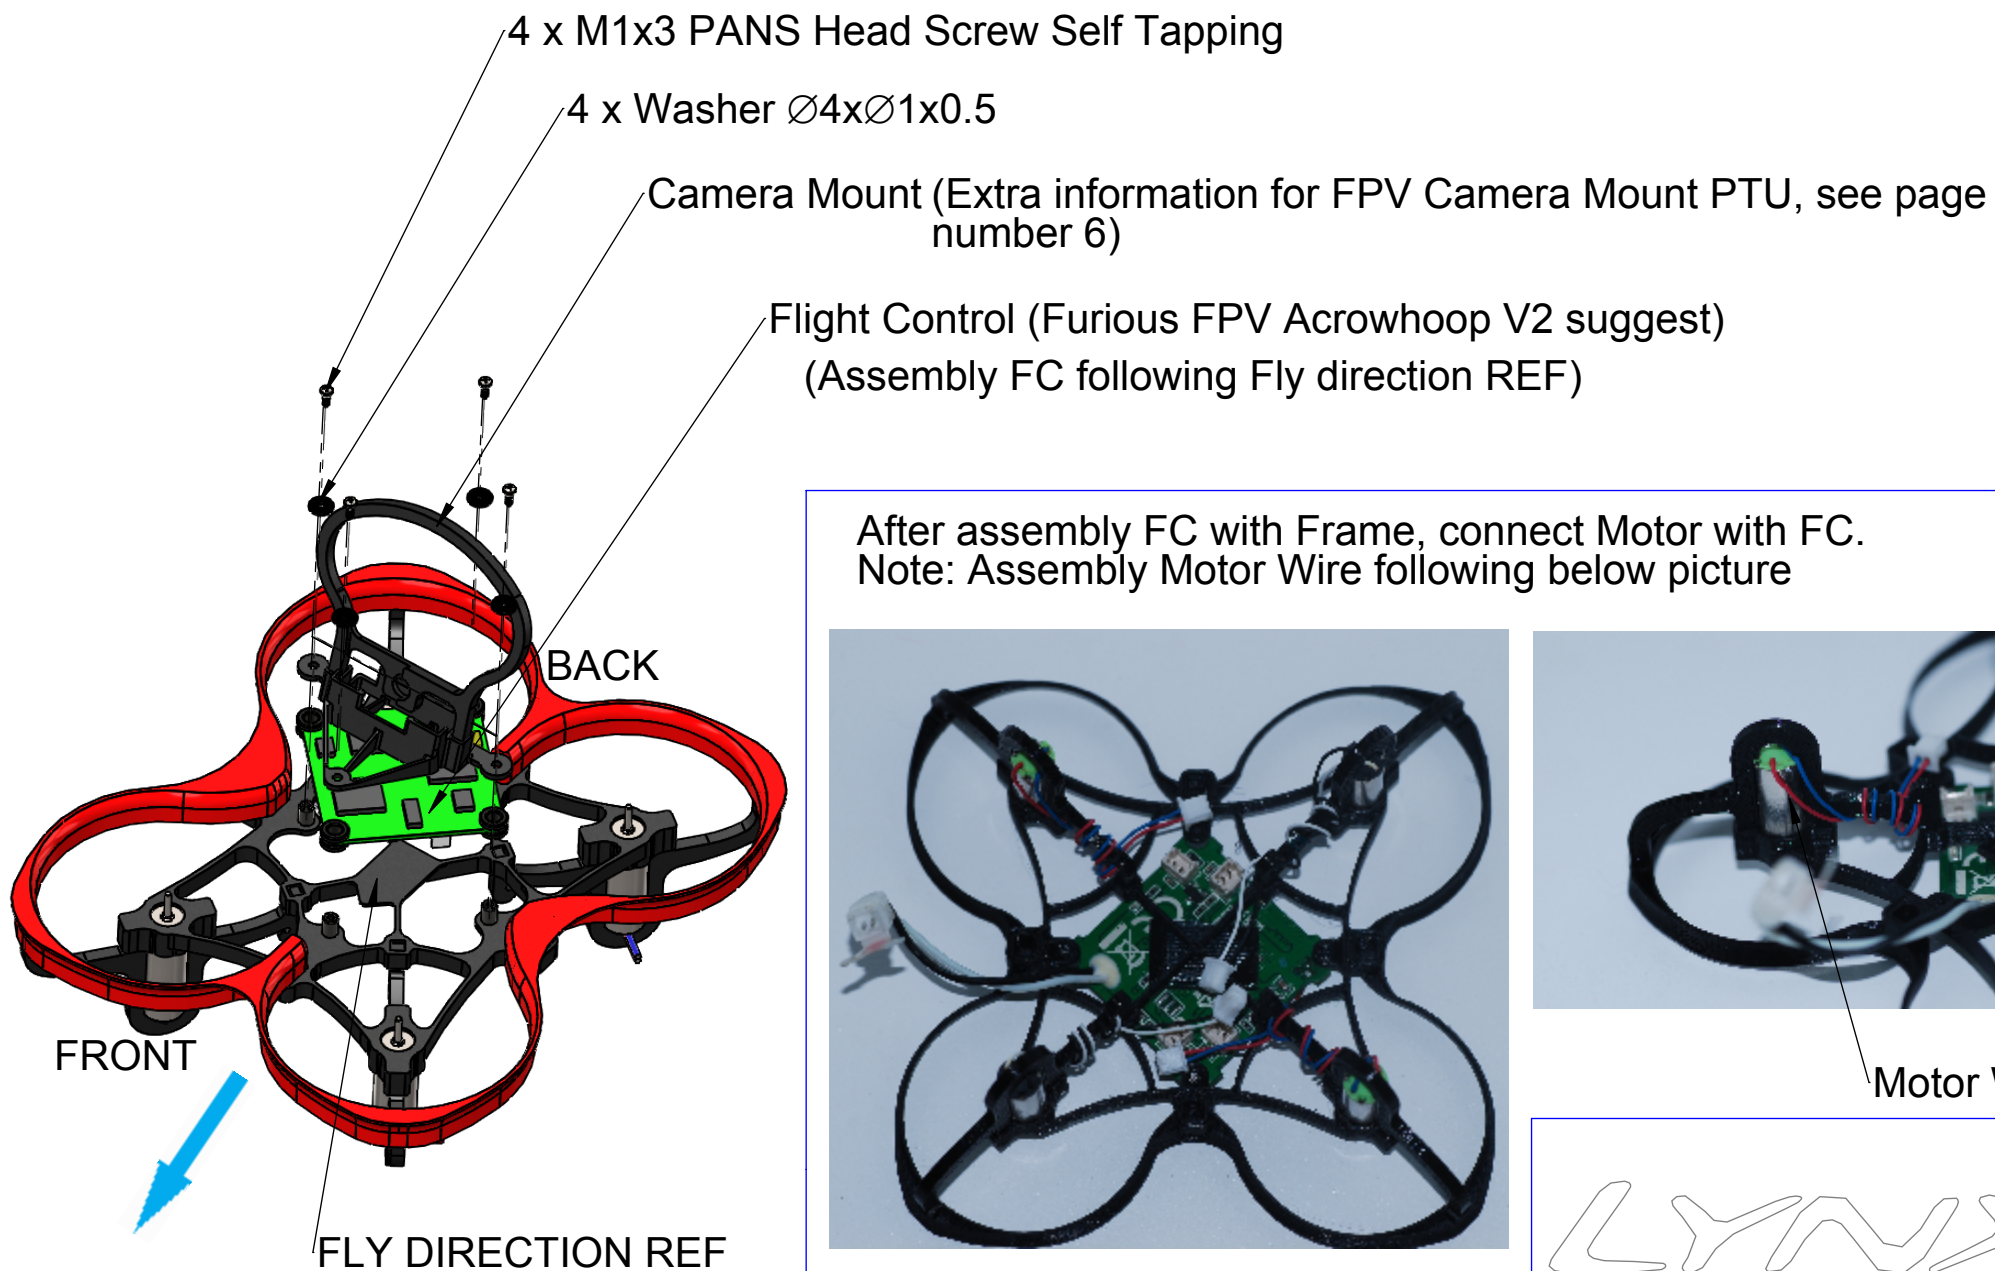 4 x M1x3 PANS Head Screw Self Tapping
4 x Washer ∅4x∅1x0.5
Camera Mount (Extra information for FPV Camera Mount PTU, see page
number 6)
Flight Control (Furious FPV Acrowhoop V2 suggest)
(Assembly FC following Fly direction REF)
After assembly FC with Frame, connect Motor with FC.
Note: Assembly Motor Wire following below picture
BACK
FRONT
Motor
FLY DIRECTION REF
LYNX